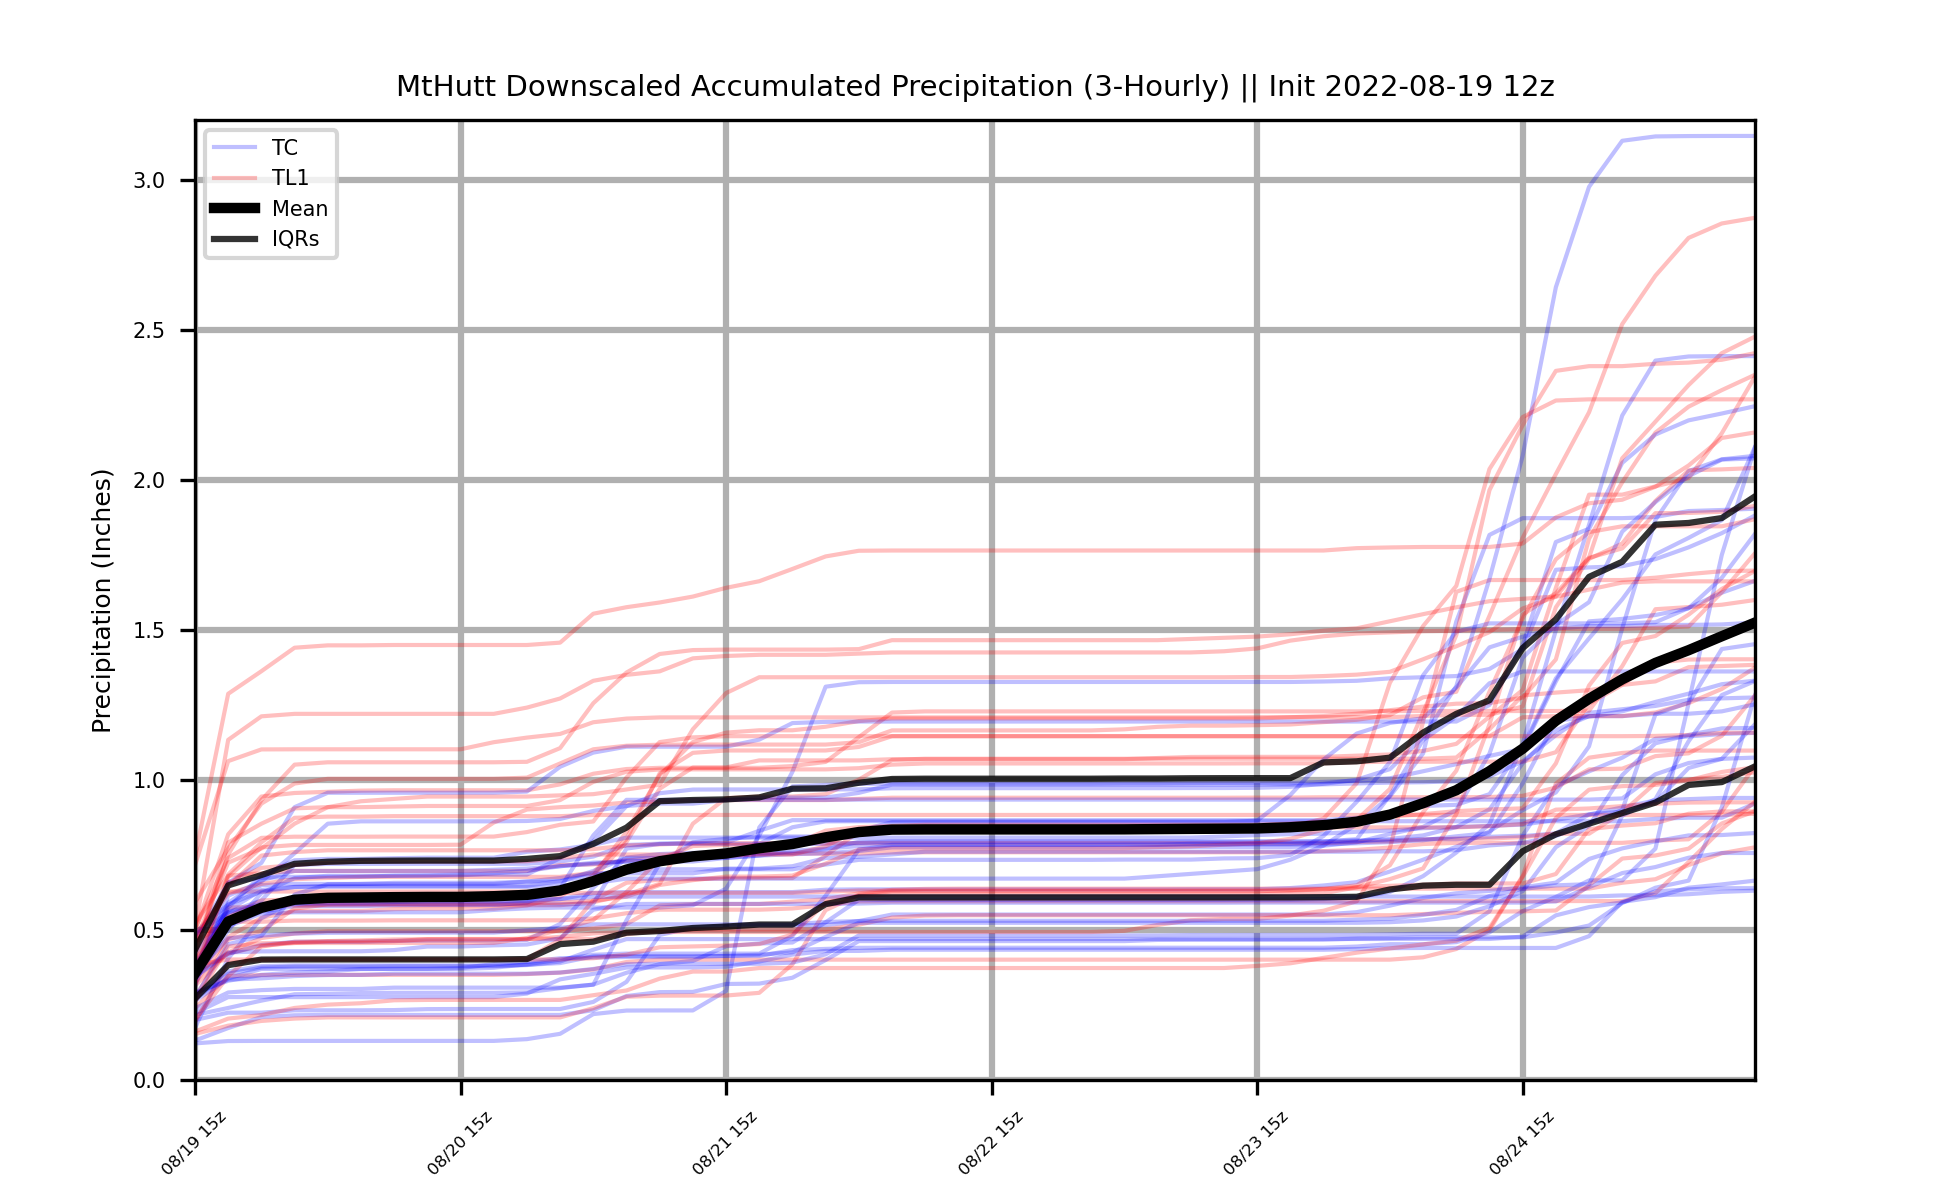 MtHutt Downscaled Accumulated Precipitation (3-Hourly) || Init 2022-08-19 12z
TC
TL1
Mean
IQRs
Precipitation (Inches)
3.0
2.5
2.0
1.5
1.0
0.5
0.0
08/19 15z
08/20 15z
08/21 15z
08/22 15z
08/23 15z
08/24 15z